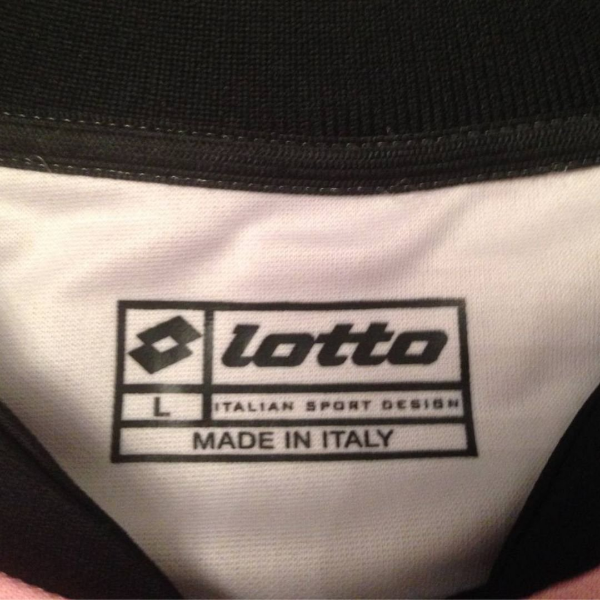 lotto
L
ITALIAN SPORT DESIGN
MADE IN ITALY